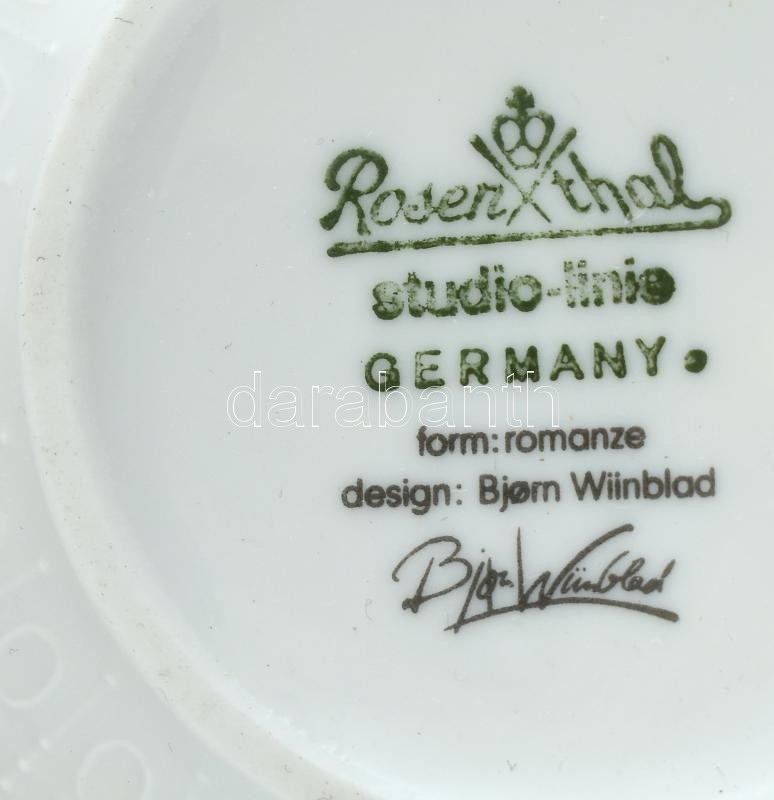 Rosenthal
studio-linie
GERMANY.
darabanth
form: romanze
design: Bjørn Wiinblad
Bjørn Wiinblad